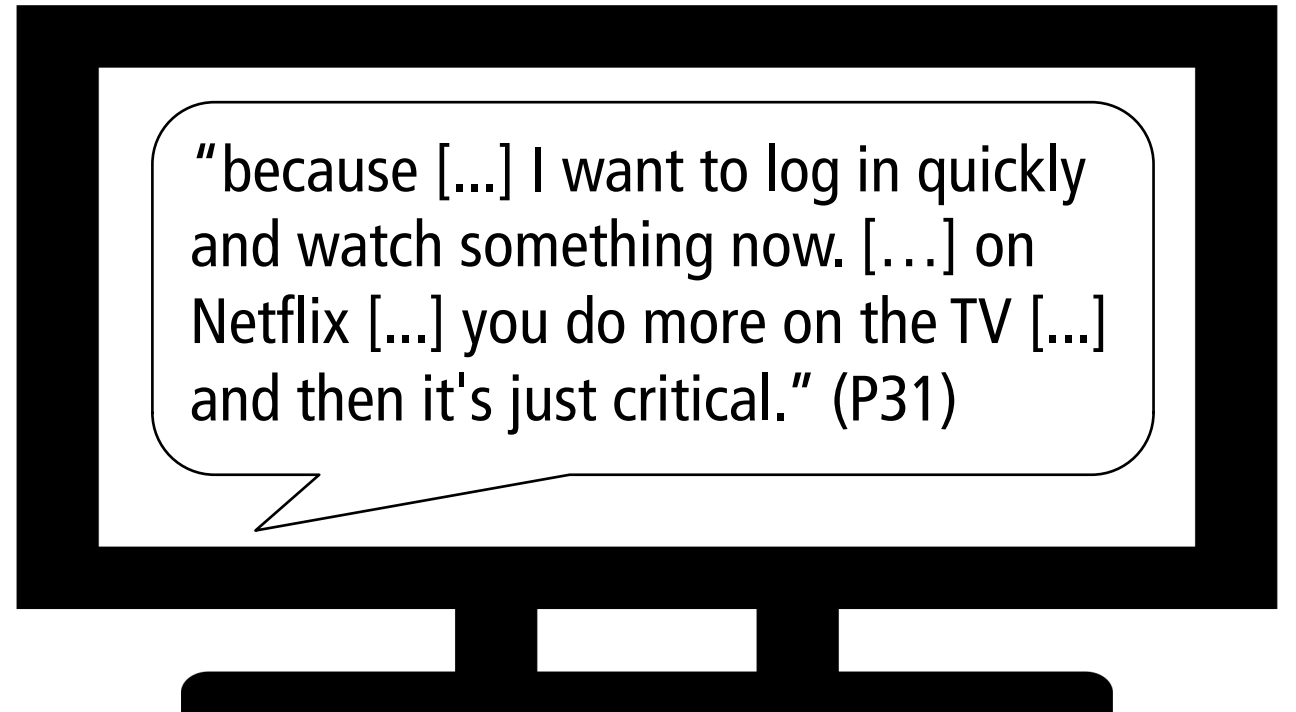 “because [...] I want to log in quickly
and watch something now. [...] on
Netflix [...] you do more on the TV [...]
and then it's just critical.” (P31)